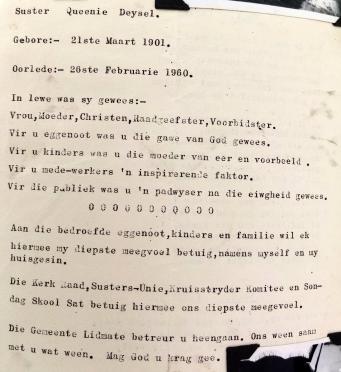 Suster Queenie Deysel.
Gebore:- 21ste Maart 1901.
Oorlede:- 26ste Februarie 1960.
In lewe was sy gewees:-
Vrou,Moeder,Christen,Raadgeefster,Voorbidster.
Vir u eggenoot was u die gawe van God gewees.
Vir u kinders was u die moeder van eer en voorbeeld .
Vir u mede-werkers 'n inspirerende faktor.
Vir die publiek was u 'n padwyser na die eiwgheid gewees.
0 0 0 0 0 0 0 0 0 0
Aan die bedroefde eggenoot,kinders en familie wil ek
hiermee my diepste meegvoel betuig,namens myself en my
huisgesin.
Die Kerk Raad,Susters-Unie,Kruisstryder Komitee en Son-
dag Skool Sat betuig hiermee ons diepste meegevoel.
Die Gemeente Lidmate betreur u heengaan. Ons ween saam
met u wat ween. Mag God u krag gee.